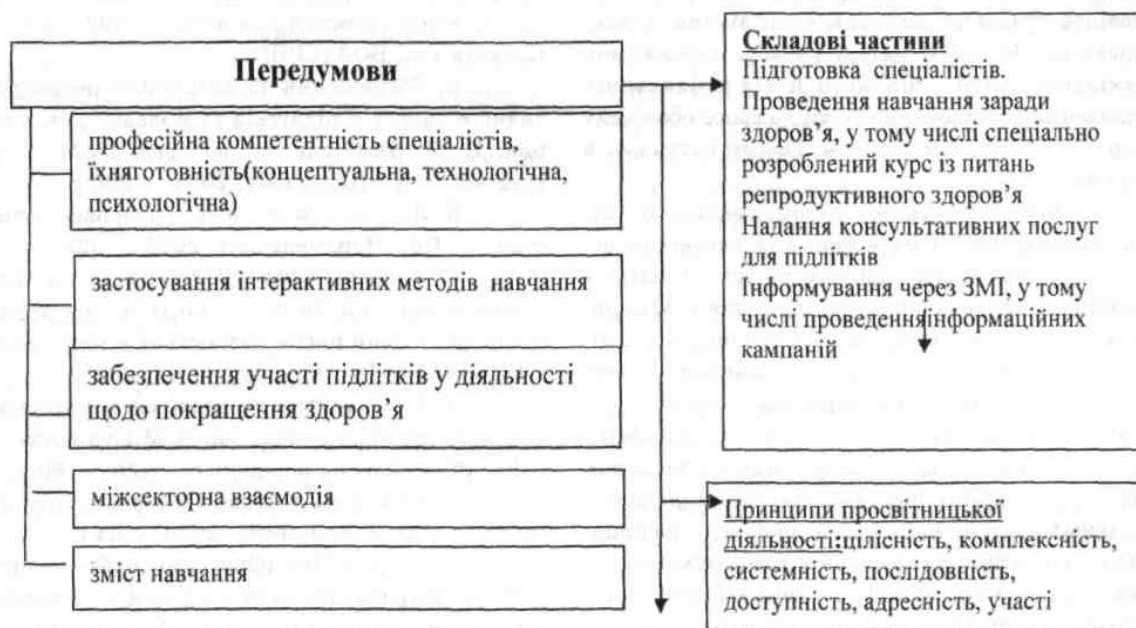 Передумови
професійна компетентність спеціалістів,
їхняготовність(концептуальна, технологічна,
психологічна)
застосування інтерактивних методів навчання
забезпечення участі підлітків у діяльності
щодо покращення здоров’я
міжсекторна взаємодія
зміст навчання
Складові частини
Підготовка спеціалістів.
Проведення навчання заради
здоров’я, у тому числі спеціально
розроблений курс із питань
репродуктивного здоров’я
Надання консультативних послуг
для підлітків
Інформування через ЗМІ, у тому
числі проведення інформаційних
кампаній
Принципи просвітницької
діяльності:цілісність, комплексність,
системність, послідовність,
доступність, адресність, участі